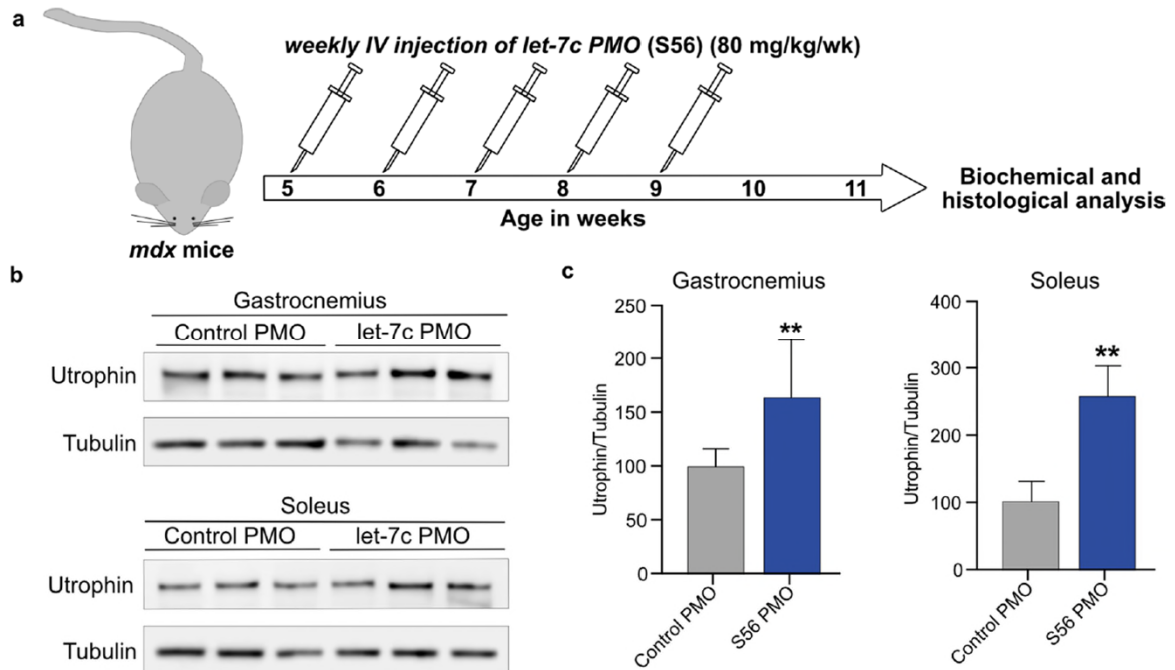 a
weekly IV injection of let-7c PMO (S56) (80 mg/kg/wk)
5 6 7 8 9 10 11
Age in weeks
Biochemical and
histological analysis
mdx mice
b
Gastrocnemius
Control PMO let-7c PMO
Utrophin
Tubulin
Soleus
Control PMO let-7c PMO
Utrophin
Tubulin
c
Gastrocnemius
Utrophin/Tubulin
250
200
150
100
50
0
**
Control PMO
S56 PMO
Soleus
Utrophin/Tubulin
400
300
200
100
0
**
Control PMO
S56 PMO